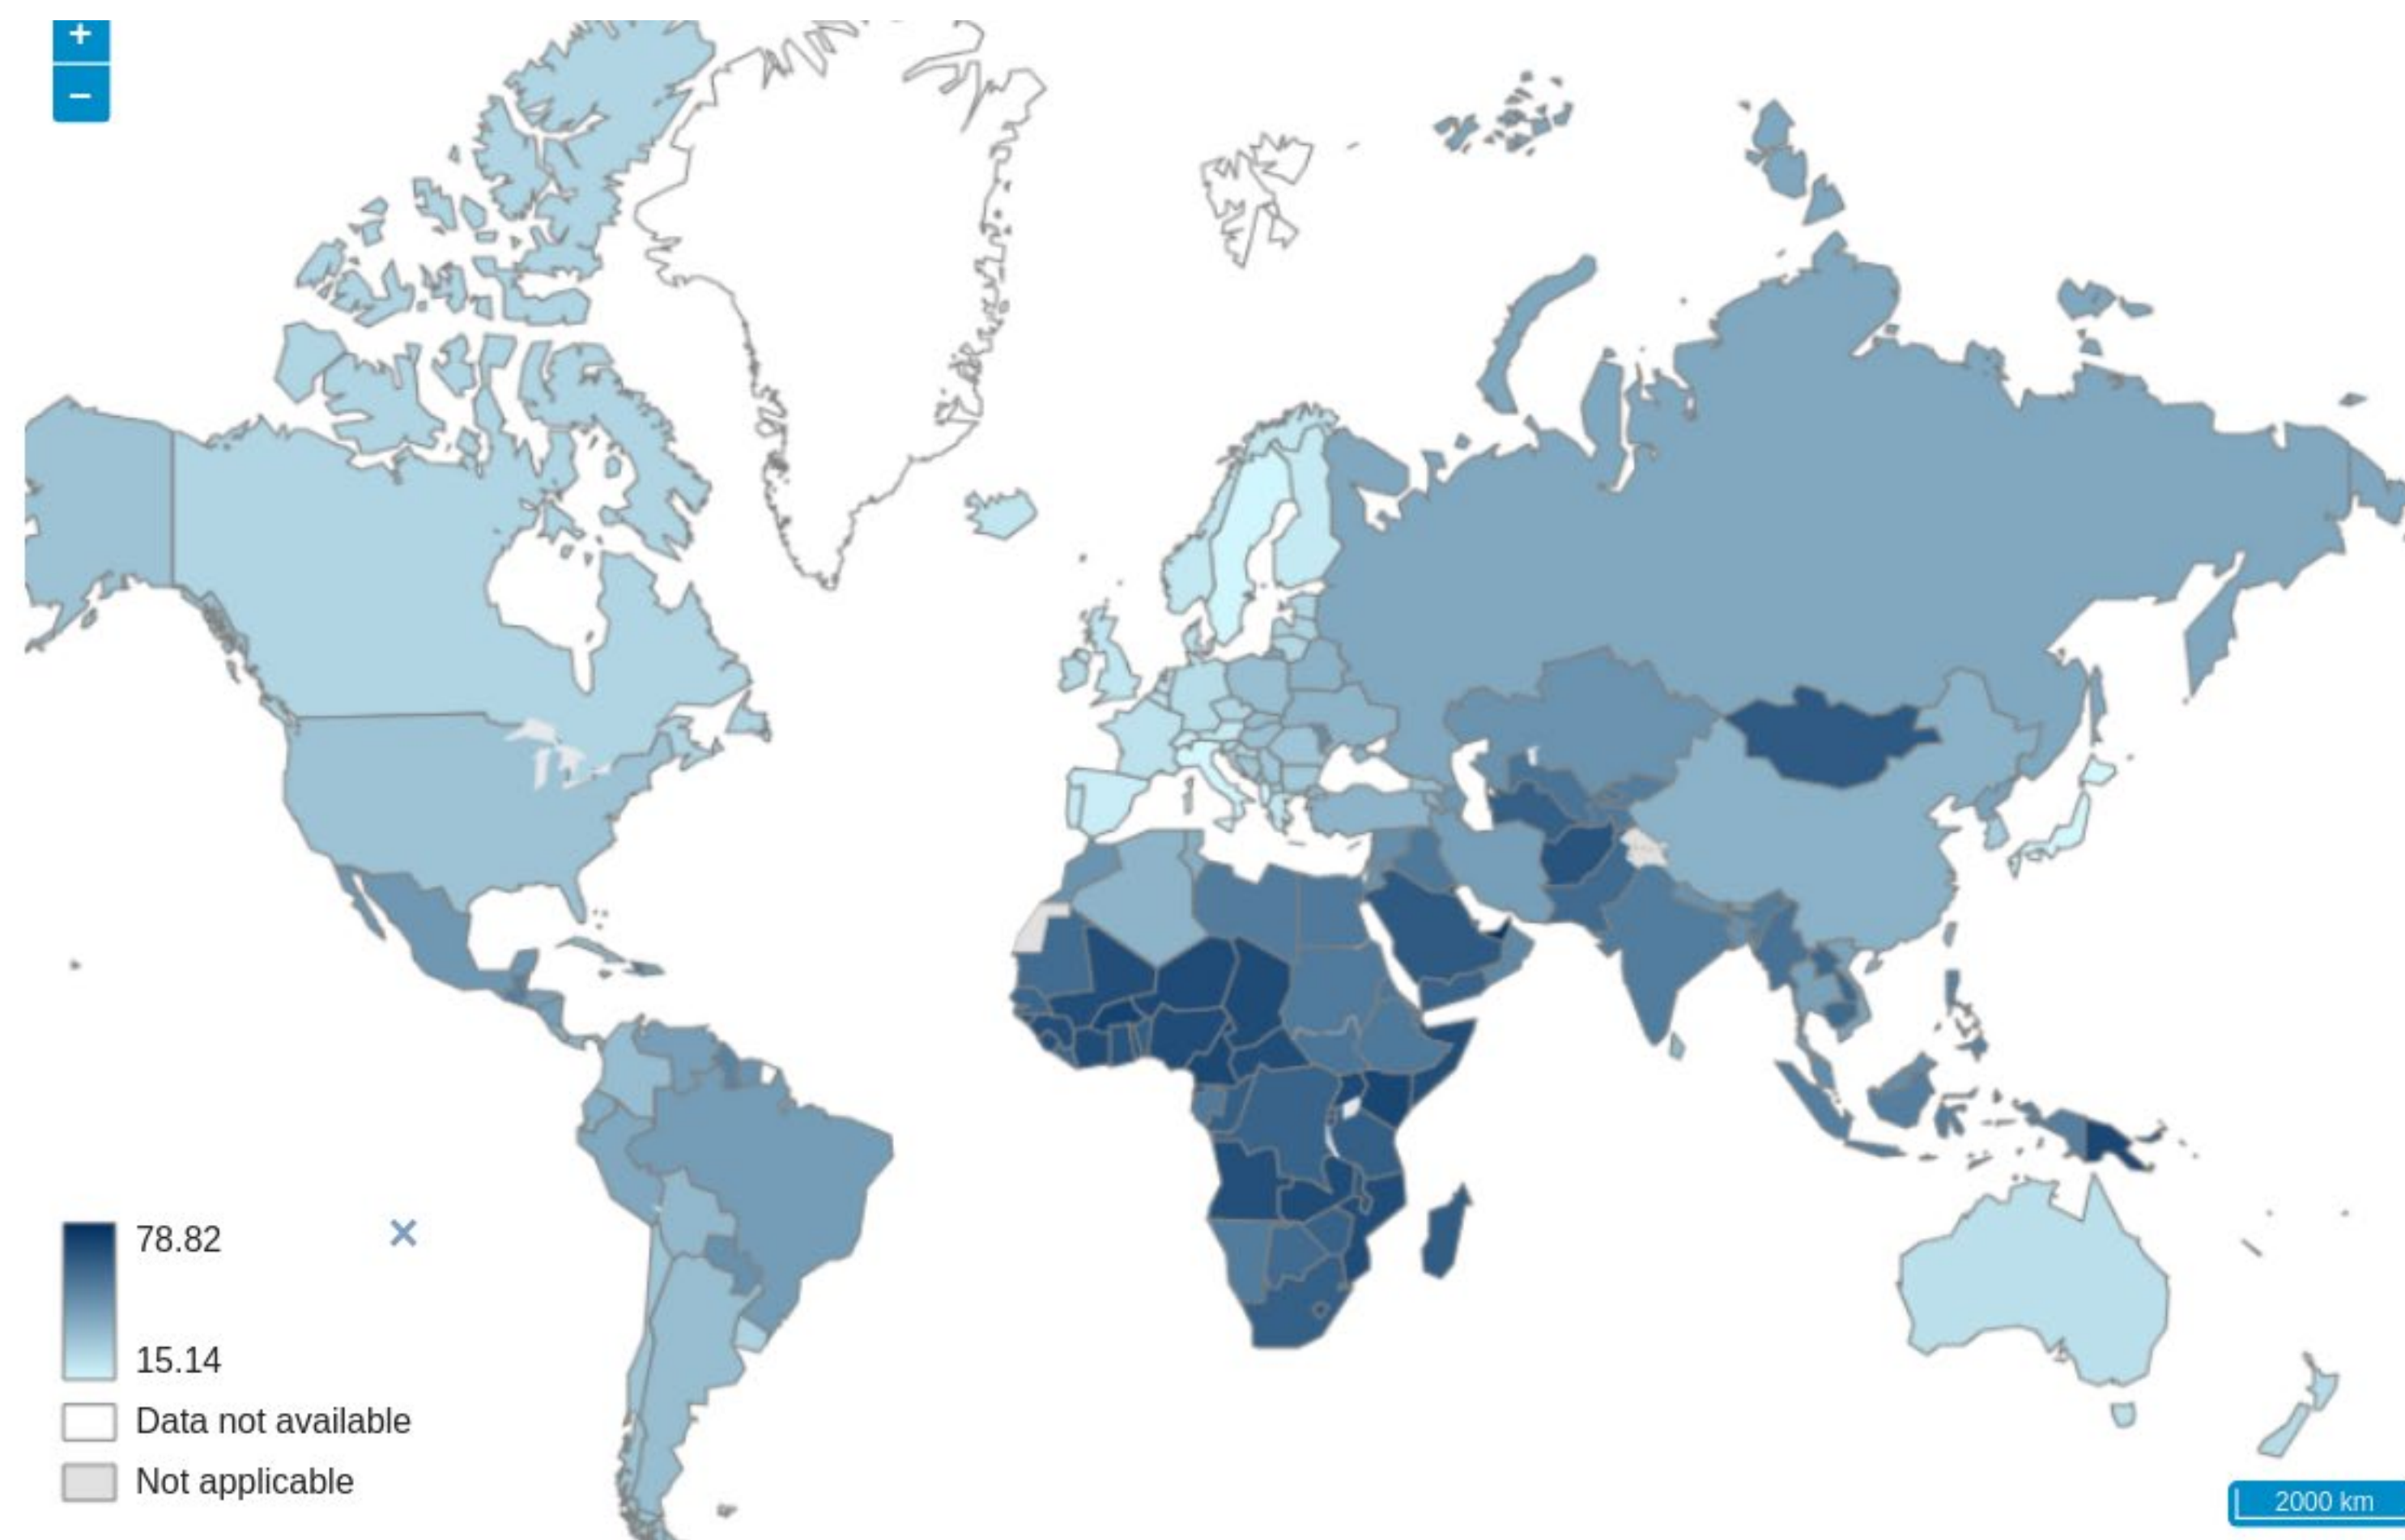 +
−
78.82
15.14
Data not available
Not applicable
2000 km